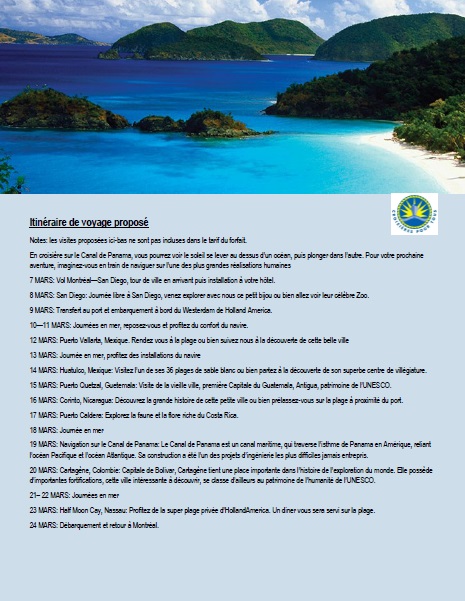 Itinéraire de voyage proposé
Notes: les visites proposées ici-bas ne sont pas incluses dans le tarif du forfait.
En croisière sur le Canal de Panama, vous pourrez voir le soleil se lever au dessus d'un océan, puis plonger dans l'autre. Pour votre prochaine
aventure, imaginez-vous en train de naviguer sur l'une des plus grandes réalisations humaines
7 MARS: Vol Montréal—San Diego, tour de ville en arrivant puis installation à votre hôtel.
8 MARS: San Diego: Journée libre à San Diego, venez explorer avec nous ce petit bijou ou bien allez voir leur célèbre Zoo.
9 MARS: Transfert au port et embarquement à bord du Westerdam de Holland America.
10—11 MARS: Journées en mer, reposez-vous et profitez du confort du navire.
12 MARS: Puerto Vallarta, Mexique. Rendez vous à la plage ou bien suivez nous à la découverte de cette belle ville
13 MARS: Journée en mer, profitez des installations du navire
14 MARS: Huatulco, Mexique: Visitez l'un de ses 36 plages de sable blanc ou bien partez à la découverte de son superbe centre de villégiature.
15 MARS: Puerto Quetzal, Guetemala: Visite de la vieille ville, première Capitale du Guatemala, Antigua, patrimoine de l'UNESCO.
16 MARS: Corinto, Nicaragua: Découvrez la grande histoire de cette petite ville ou bien prélassez-vous sur la plage à proximité du port.
17 MARS: Puerto Caldera: Explorez la faune et la flore riche du Costa Rica.
18 MARS: Journée en mer
19 MARS: Navigation sur le Canal de Panama: Le Canal de Panama est un canal maritime, qui traverse l'isthme de Panama en Amérique, reliant
l'océan Pacifique et l'océan Atlantique. Sa construction a été l'un des projets d'ingénierie les plus difficiles jamais entrepris.
20 MARS: Cartagène, Colombie: Capitale de Bolivar, Cartagène tient une place importante dans l'histoire de l'exploration du monde. Elle possède
d'importantes fortifications, cette ville intéressant à découvrir, se classe d'ailleurs au patrimoine de l'humanité de l'UNESCO.
21– 22 MARS: Journées en mer
23 MARS: Half Moon Cay, Nassau: Profitez de la super plage privée d'HollandAmerica. Un diner vous sera servi sur la plage.
24 MARS: Débarquement et retour à Montréal.
CROISIÈRES POUR TOUS